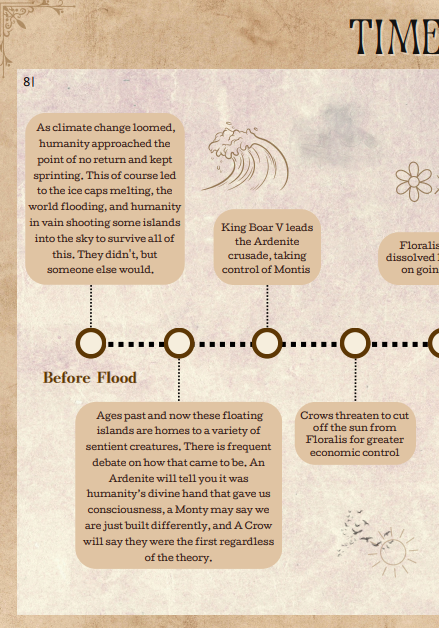 TIME
8|
As climate change loomed,
humanity approached the
point of no return and kept
sprinting. This of course led
to the ice caps melting, the
world flooding, and humanity
in vain shooting some islands
into the sky to survive all of
this. They didn't, but
someone else would.
King Boar V leads
the Ardenite
crusade, taking
control of Montis
Floralis
dissolved
on goin
Before Flood
Ages past and now these floating
islands are homes to a variety of
sentient creatures. There is frequent
debate on how that came to be. An
Ardenite will tell you it was
humanity's divine hand that gave us
consciousness, a Monty may say we
are just built differently, and A Crow
will say they were the first regardless
of the theory.
Crows threaten to cut
off the sun from
Floralis for greater
economic control